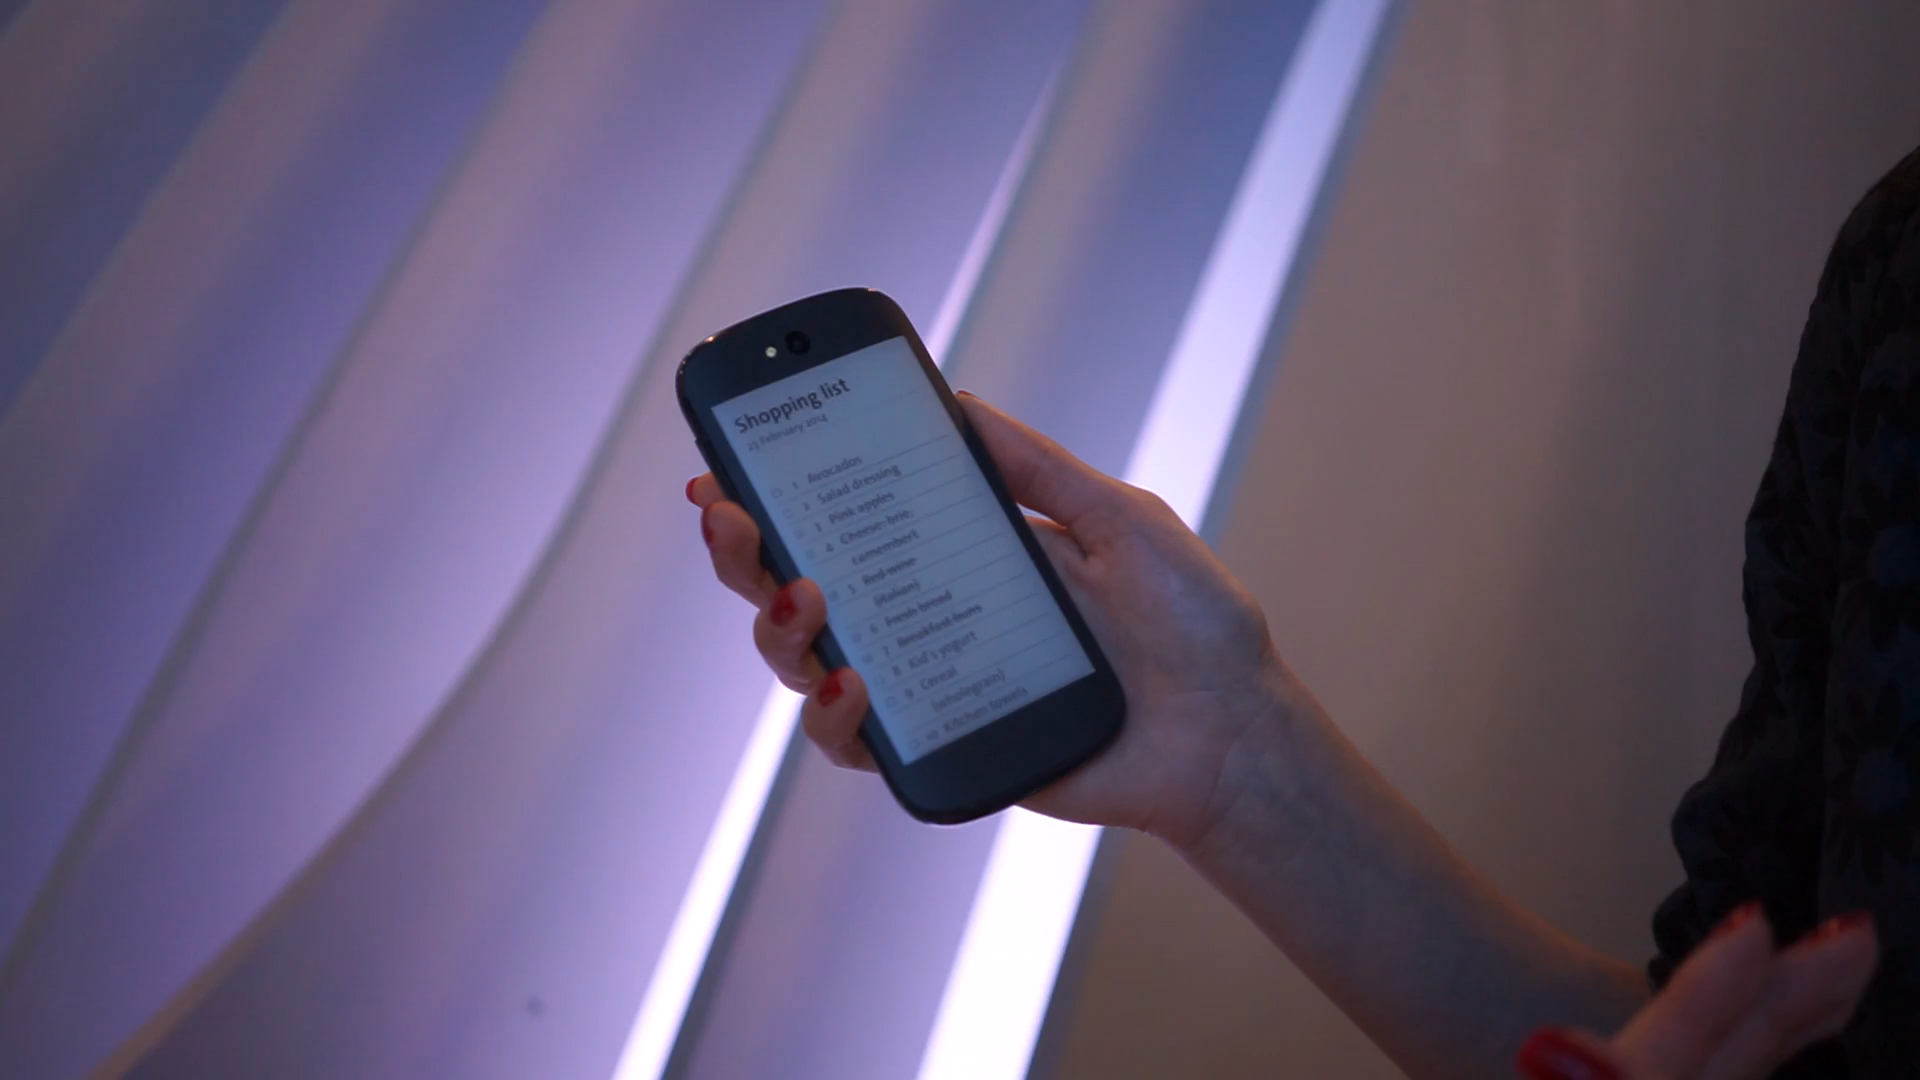 Shopping list
23 February 2014
1 Avocados
2 Salad dressing
3 Pink apples
4 Cheese: brie,
camembert
5 Red wine
(italian)
6 Fresh bread
7 Breakfast buns
8 Kid's yogurt
9 Cereal
(wholegrain)
10 Kitchen towels